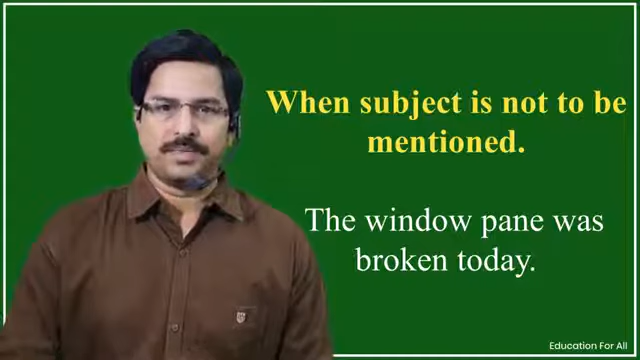 When subject is not to be
mentioned.
The window pane was
broken today.
Education For All